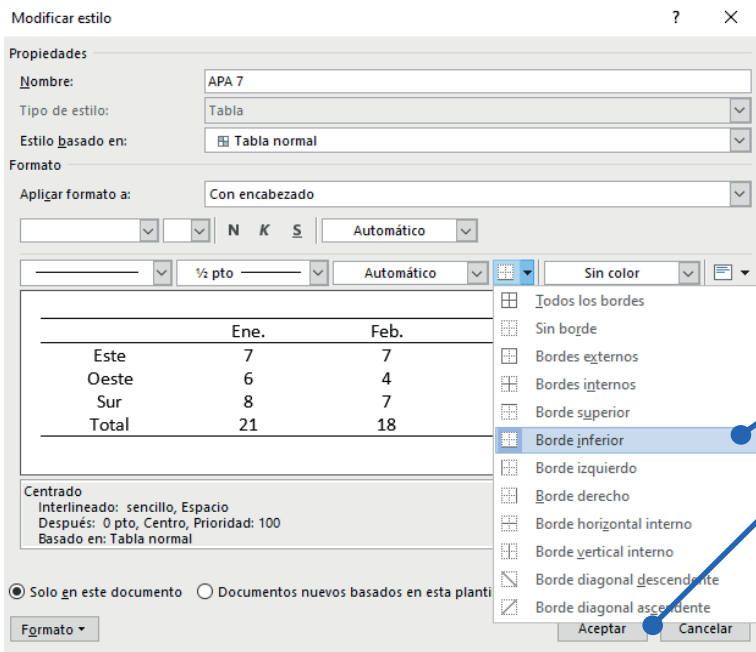 Modificar estilo ? ×
Propiedades
Nombre: APA 7
Tipo de estilo: Tabla
Estilo basado en: Tabla normal
Formato
Aplicar formato a: Con encabezado
N K S Automático
½ pto Automático Sin color
Ene. Feb.
Este 7 7
Oeste 6 4
Sur 8 7
Total 21 18
Todos los bordes
Sin borde
Bordes externos
Bordes internos
Borde superior
Borde inferior
Borde izquierdo
Borde derecho
Borde horizontal interno
Borde vertical interno
Borde diagonal descendente
Borde diagonal ascendente
Centrado
Interlineado: sencillo, Espacio
Después: 0 pto, Centro, Prioridad: 100
Basado en: Tabla normal
Solo en este documento Documentos nuevos basados en esta planti
Formato Aceptar Cancelar